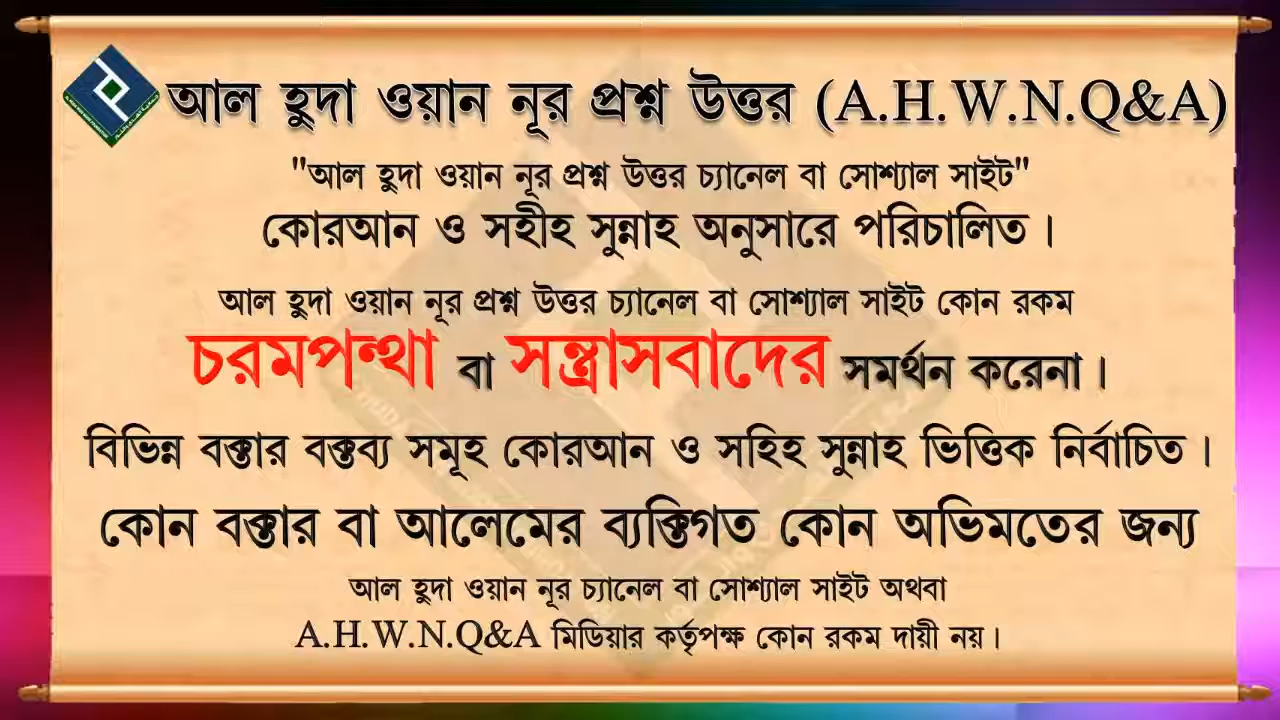 আল হুদা ওয়ান নূর প্রশ্ন উত্তর (A.H.W.N.Q&A)
"আল হুদা ওয়ান নূর প্রশ্ন উত্তর চ্যানেল বা সোশ্যাল সাইট"
কোরআন ও সহীহ সুন্নাহ অনুসারে পরিচালিত।
আল হুদা ওয়ান নূর প্রশ্ন উত্তর চ্যানেল বা সোশ্যাল সাইট কোন রকম
চরমপন্থা বা সন্ত্রাসবাদের সমর্থন করেনা।
বিভিন্ন বক্তার বক্তব্য সমূহ কোরআন ও সহিহ সুন্নাহ ভিত্তিক নির্বাচিত।
কোন বক্তার বা আলেমের ব্যক্তিগত কোন অভিমতের জন্য
আল হুদা ওয়ান নূর চ্যানেল বা সোশ্যাল সাইট অথবা
A.H.W.N.Q&A মিডিয়ার কর্তৃপক্ষ কোন রকম দায়ী নয়।